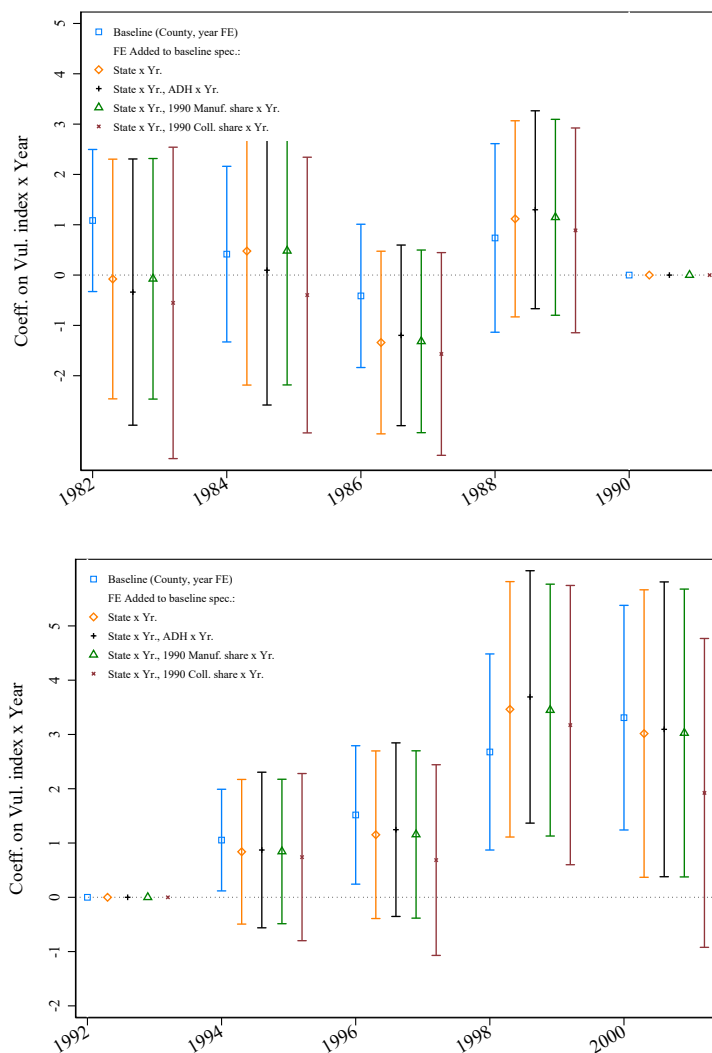 Coeff. on Vul. index x Year
5
4
3
2
1
0
-1
-2
Baseline (County, year FE)
FE Added to baseline spec.:
State x Yr.
State x Yr., ADH x Yr.
State x Yr., 1990 Manuf. share x Yr.
State x Yr., 1990 Coll. share x Yr.
1982
1984
1986
1988
1990
Coeff. on Vul. index x Year
5
4
3
2
1
0
-1
-2
Baseline (County, year FE)
FE Added to baseline spec.:
State x Yr.
State x Yr., ADH x Yr.
State x Yr., 1990 Manuf. share x Yr.
State x Yr., 1990 Coll. share x Yr.
1992
1994
1996
1998
2000